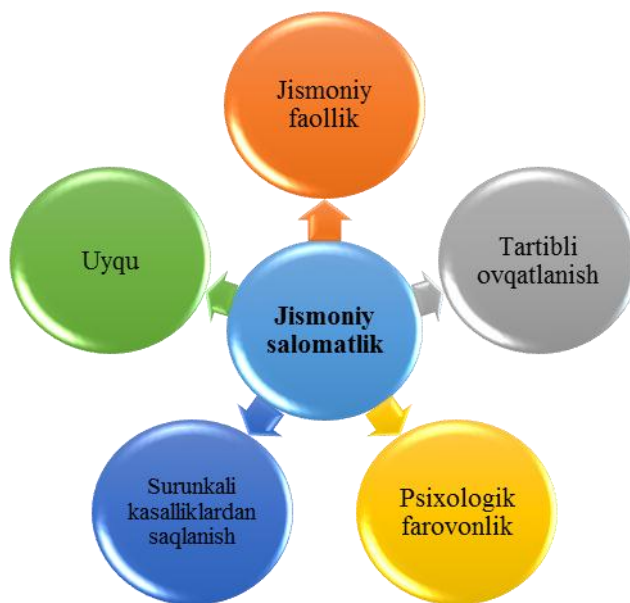 Jismoniy
faollik
Tartibli
ovqatlanish
Uyqu
Jismoniy
salomatlik
Surunkali
kasalliklardan
saqlanish
Psixologik
farovonlik